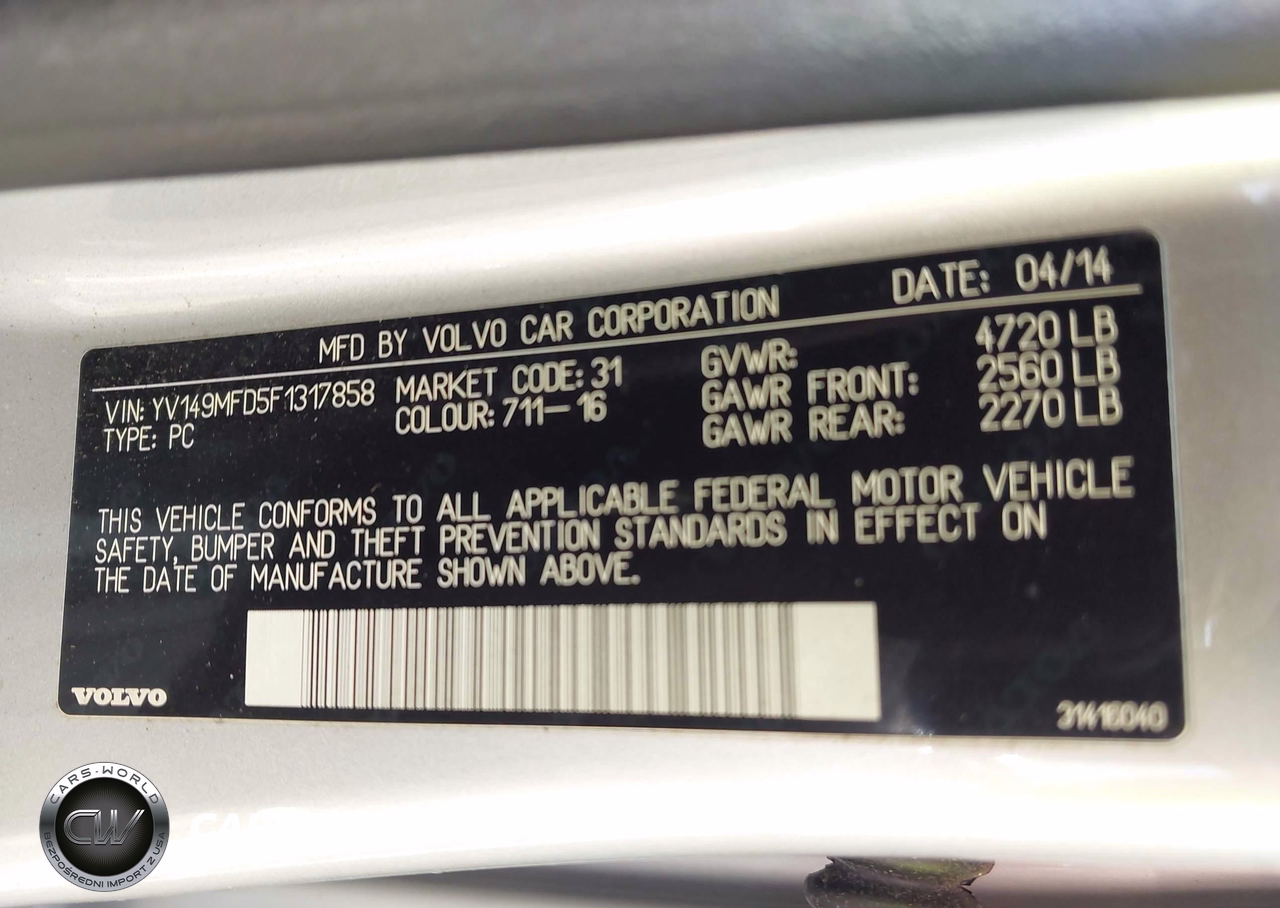 MFD BY VOLVO CAR CORPORATION DATE: 04/14
VIN: YV149MFD5F1317858 MARKET CODE: 31 GVWR: 4720 LB
TYPE: PC COLOUR: 711-16 GAWR FRONT: 2560 LB
GAWR REAR: 2270 LB
THIS VEHICLE CONFORMS TO ALL APPLICABLE FEDERAL MOTOR VEHICLE
SAFETY, BUMPER AND THEFT PREVENTION STANDARDS IN EFFECT ON
THE DATE OF MANUFACTURE SHOWN ABOVE.
VOLVO
31416040
CARS-WORLD
CW
BEZPOŚREDNI IMPORT Z USA